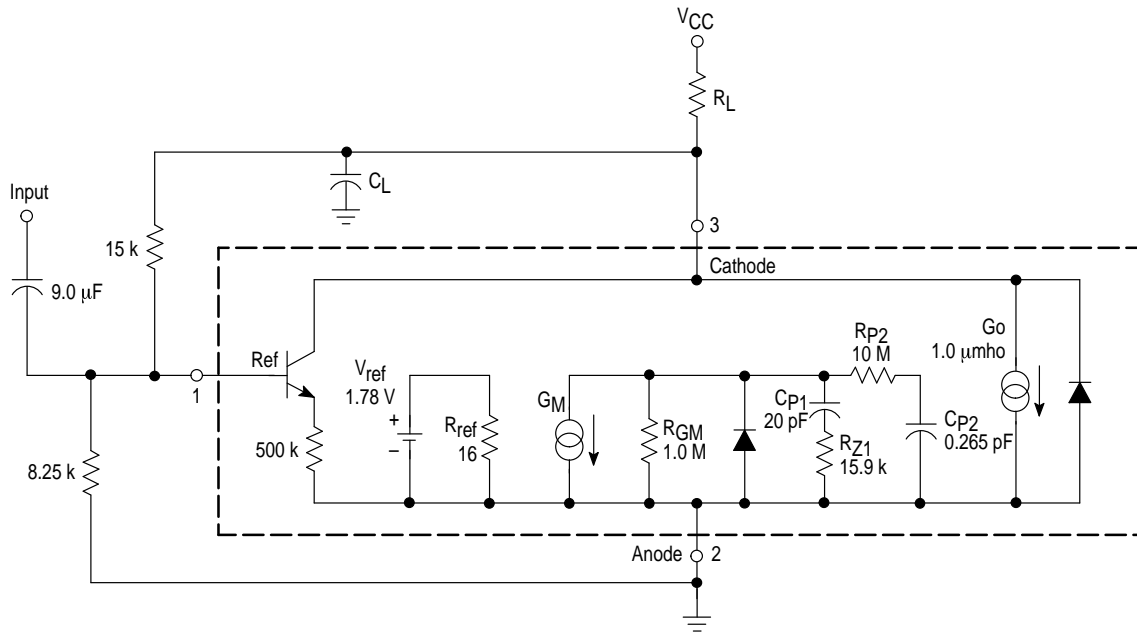 VCC
RL
CL
Input
15 k
3
Cathode
9.0 µF
Ref
1
500 k
Vref
1.78 V
+
–
Rref
16
GM
RGM
1.0 M
RP2
10 M
CP1
20 pF
RZ1
15.9 k
CP2
0.265 pF
Go
1.0 µmho
8.25 k
Anode
2